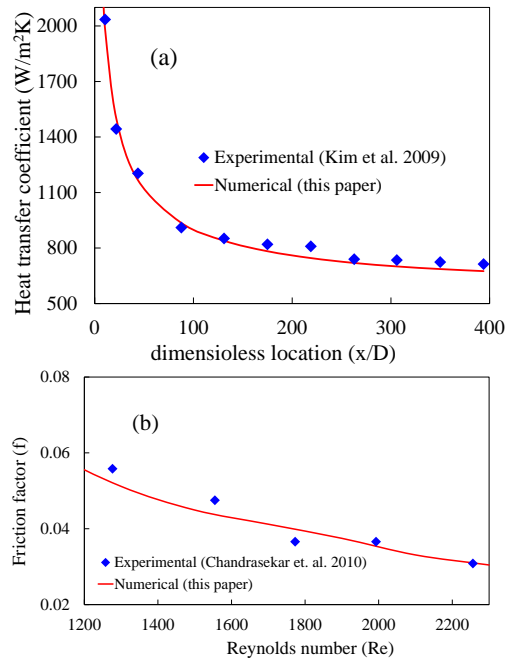 2000
1700
1400
1100
800
500
Heat transfer coefficient (W/m²K)
(a)
Experimental (Kim et al. 2009)
Numerical (this paper)
0 100 200 300 400
dimensioless location (x/D)
0.08
0.06
0.04
0.02
Friction factor (f)
(b)
Experimental (Chandrasekar et. al. 2010)
Numerical (this paper)
1200 1400 1600 1800 2000 2200
Reynolds number (Re)